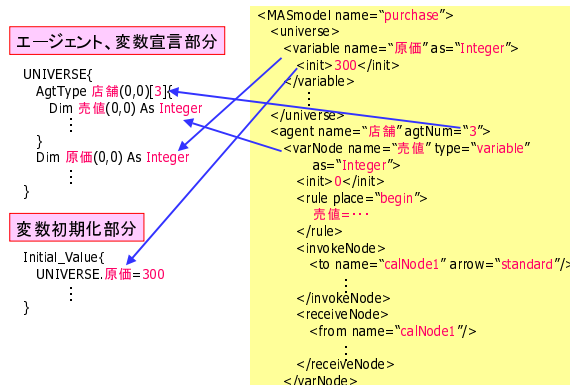 エージェント、変数宣言部分
UNIVERSE{
AgtType 店舗(0,0)[3]{
Dim 売値(0,0) As Integer
⋮
}
Dim 原価(0,0) As Integer
⋮
}
変数初期化部分
Initial_Value{
UNIVERSE.原価=300
⋮
}
<MASmodel name=“purchase”>
<universe>
<variable name=“原価” as=“Integer”>
<init>300</init>
</variable>
⋮
</universe>
<agent name=“店舗” agtNum=“3”>
<varNode name=“売値” type=“variable”
as=“Integer”>
<init>0</init>
<rule place=“begin”>
売値=･･･
</rule>
<invokeNode>
<to name=“calNode1” arrow=“standard”/>
⋮
</invokeNode>
<receiveNode>
<from name=“calNode1”/>
⋮
</receiveNode>
</varNode>